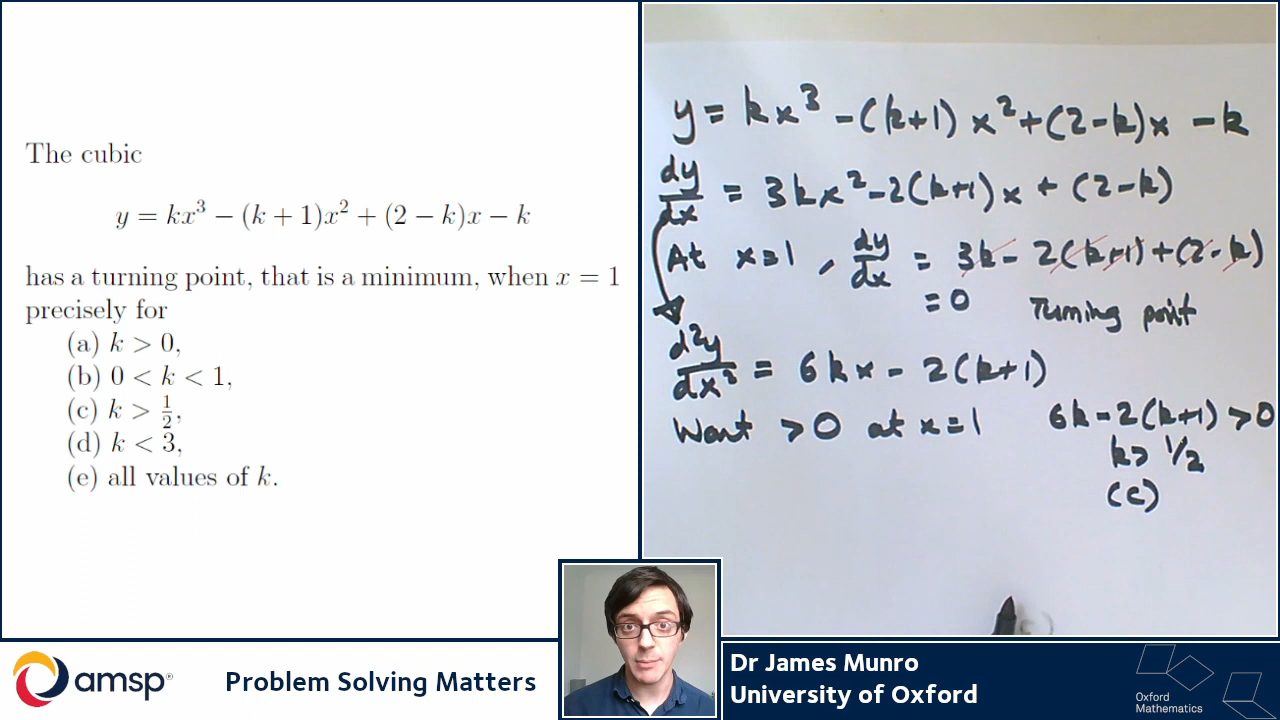 The cubic
y = kx³ − (k + 1)x² + (2 − k)x − k
has a turning point, that is a minimum, when x = 1
precisely for
(a) k > 0,
(b) 0 < k < 1,
(c) k > 1/2,
(d) k < 3,
(e) all values of k.
y = kx³ - (k+1) x² + (2-k)x - k
dy/dx = 3kx² - 2(k+1)x + (2-k)
At x=1, dy/dx = 3k - 2(k+1) + (2-k)
= 0 Turning point
d²y/dx² = 6kx - 2(k+1)
Want >0 at x=1 6k - 2(k+1) >0
k > 1/2
(c)
amsp®
Problem Solving Matters
Dr James Munro
University of Oxford
Oxford
Mathematics